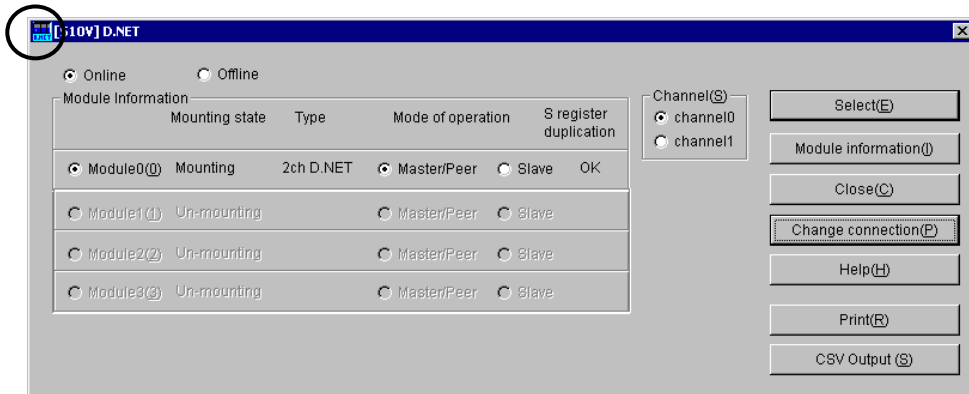 [S10V] D.NET
D.NET
Online Offline
Module Information
Mounting state Type Mode of operation S register duplication
Module0(0) Mounting 2ch D.NET Master/Peer Slave OK
Module1(1) Un-mounting Master/Peer Slave
Module2(2) Un-mounting Master/Peer Slave
Module3(3) Un-mounting Master/Peer Slave
Channel(S)
channel0
channel1
Select(E)
Module information(I)
Close(C)
Change connection(P)
Help(H)
Print(R)
CSV Output (S)